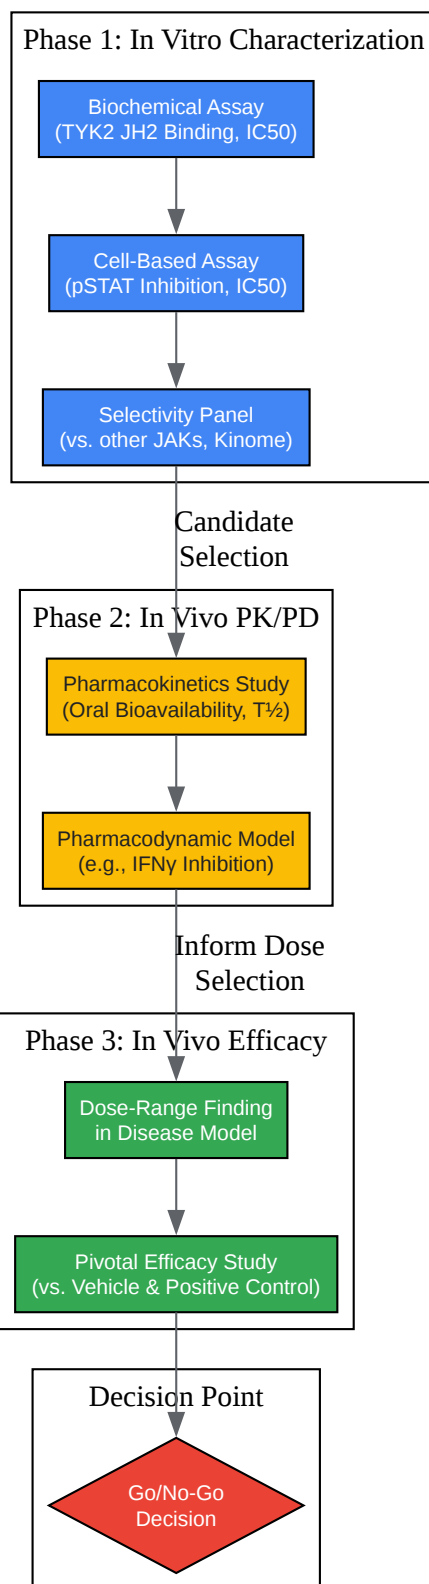 Phase 1: In Vitro Characterization
Biochemical Assay
(TYK2 JH2 Binding, IC50)
Cell-Based Assay
(pSTAT Inhibition, IC50)
Selectivity Panel
(vs. other JAKs, Kinome)
Candidate
Selection
Phase 2: In Vivo PK/PD
Pharmacokinetics Study
(Oral Bioavailability, T½)
Pharmacodynamic Model
(e.g., IFNγ Inhibition)
Inform Dose
Selection
Phase 3: In Vivo Efficacy
Dose-Range Finding
in Disease Model
Pivotal Efficacy Study
(vs. Vehicle & Positive Control)
Decision Point
Go/No-Go
Decision